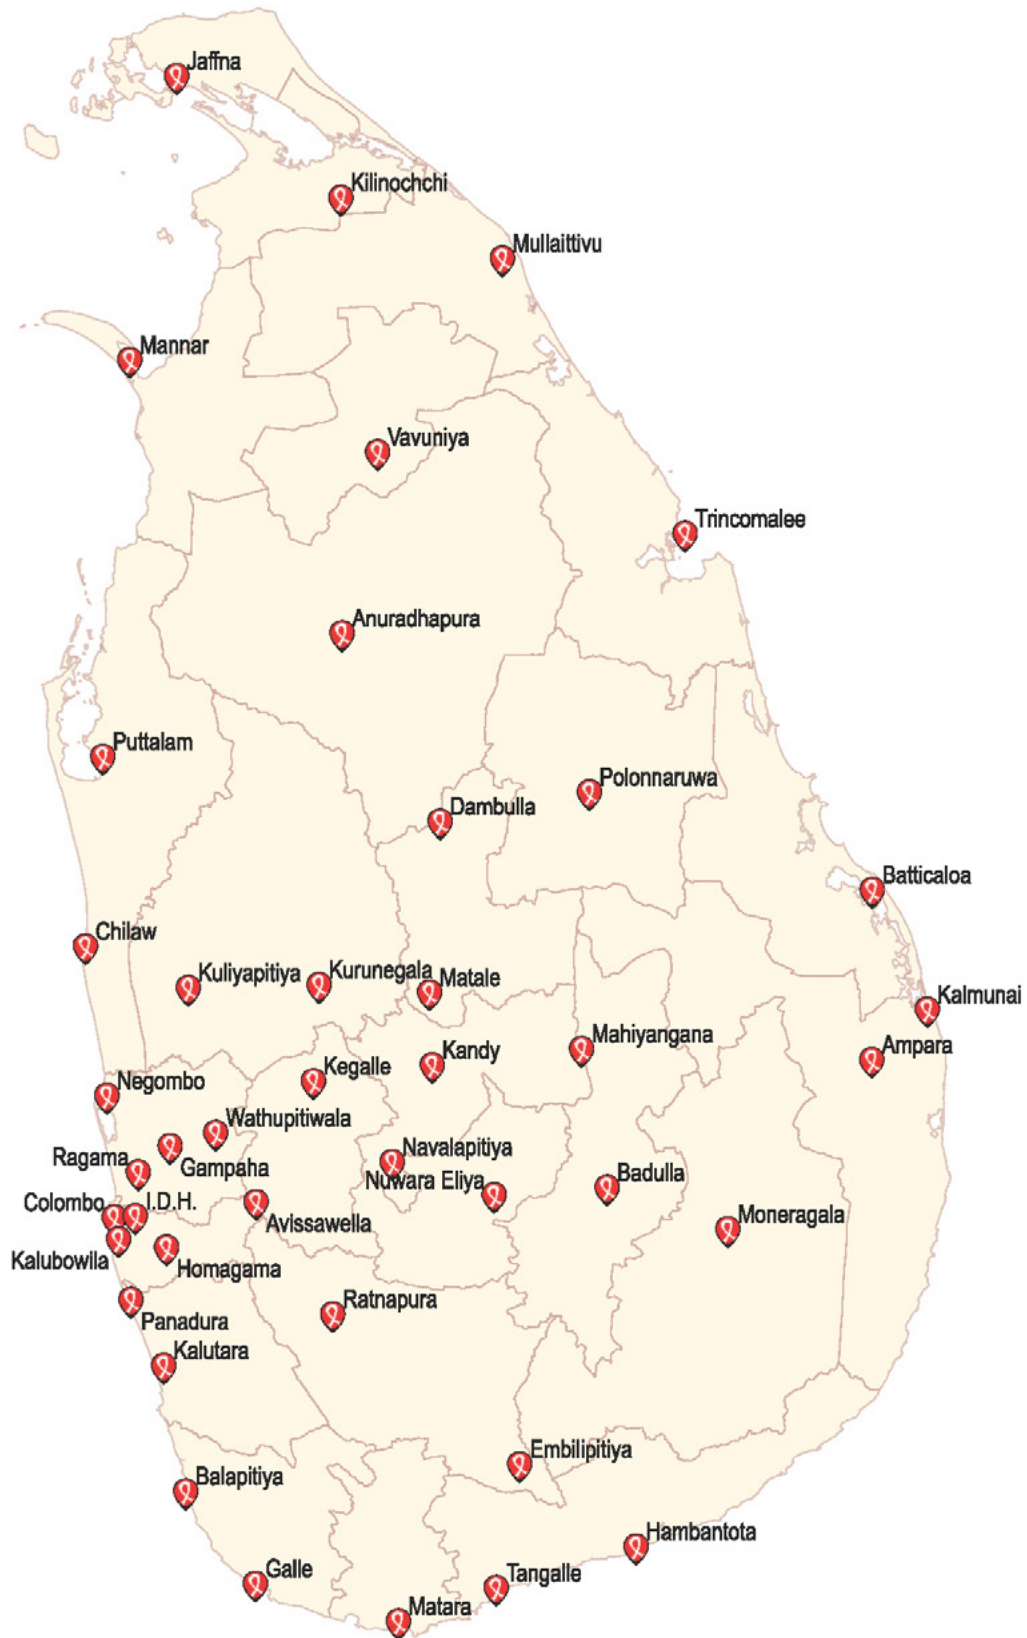 Jaffna
Kilinochchi
Mullaittivu
Mannar
Vavuniya
Trincomalee
Anuradhapura
Puttalam
Polonnaruwa
Dambulla
Batticaloa
Chilaw
Kuliyapitiya
Kurunegala
Matale
Kalmunai
Mahiyangana
Ampara
Kandy
Kegalle
Negombo
Wathupitiwala
Navalapitiya
Ragama
Gampaha
Nuwara Eliya
Badulla
Colombo
I.D.H.
Avissawella
Moneragala
Kalubowila
Homagama
Ratnapura
Panadura
Kalutara
Embilipitiya
Balapitiya
Hambantota
Galle
Tangalle
Matara